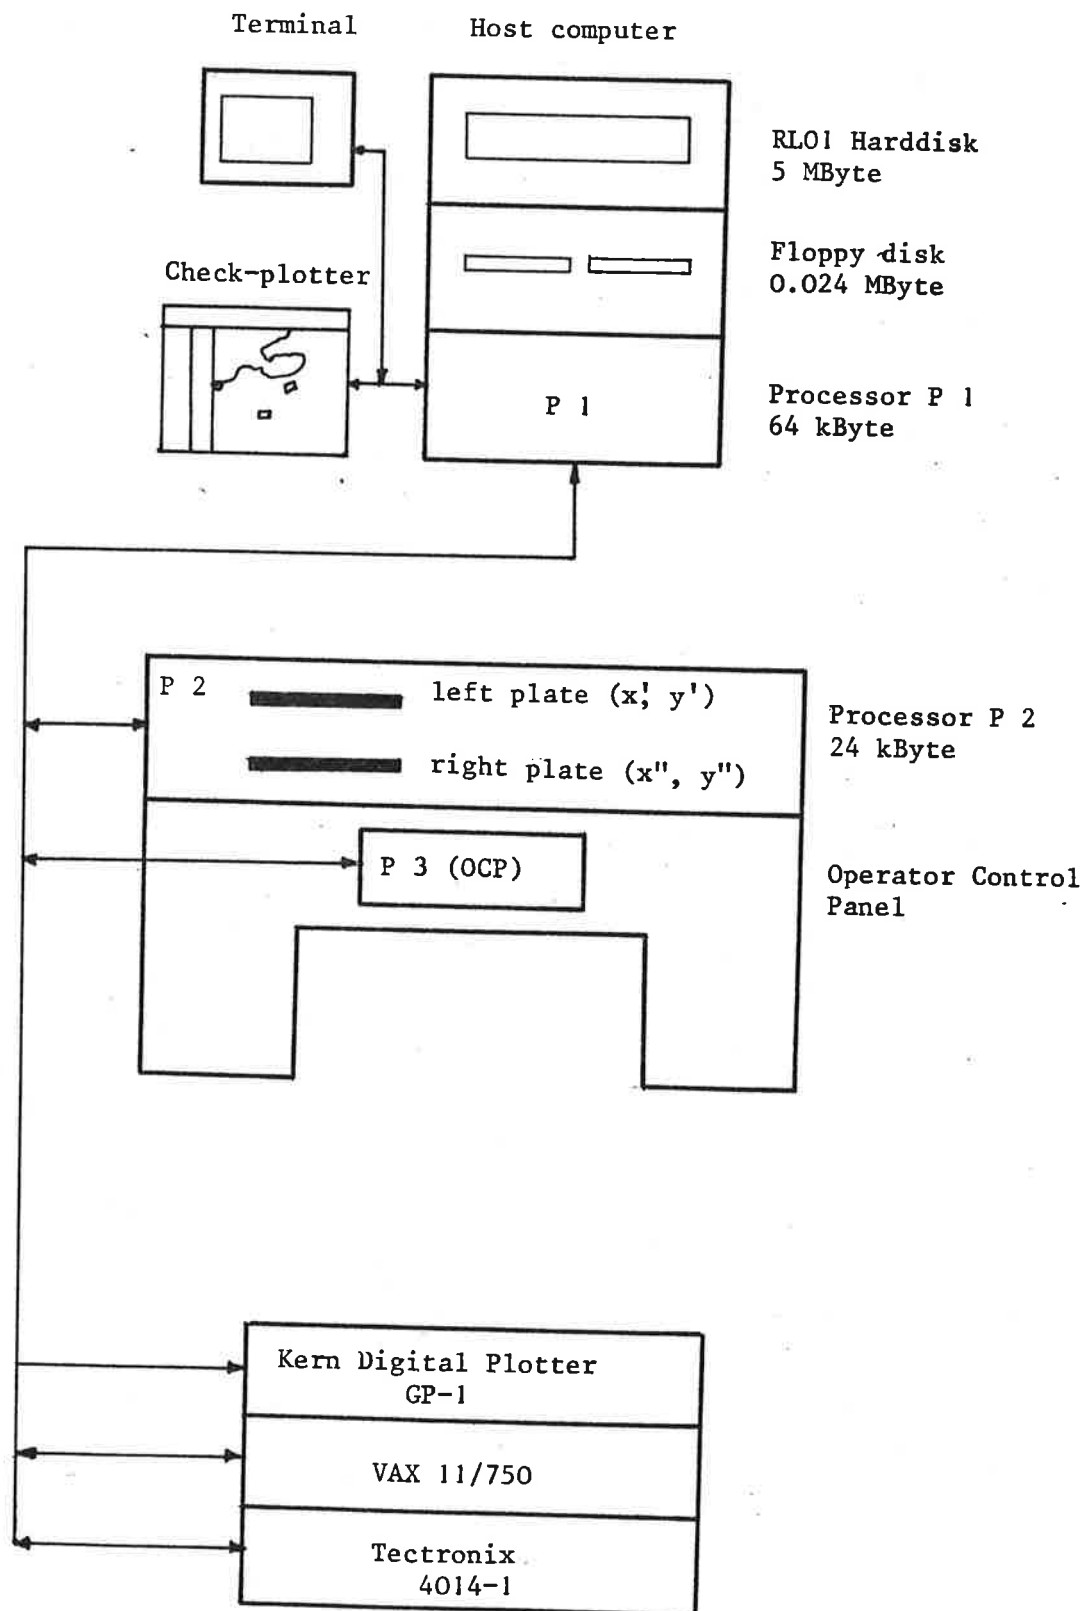 Terminal
Host computer
RL01 Harddisk
5 MByte
Floppy disk
0.024 MByte
Check-plotter
P 1
Processor P 1
64 kByte
P 2
left plate (x', y')
right plate (x", y")
Processor P 2
24 kByte
P 3 (OCP)
Operator Control
Panel
Kern Digital Plotter
GP-1
VAX 11/750
Tectronix
4014-1